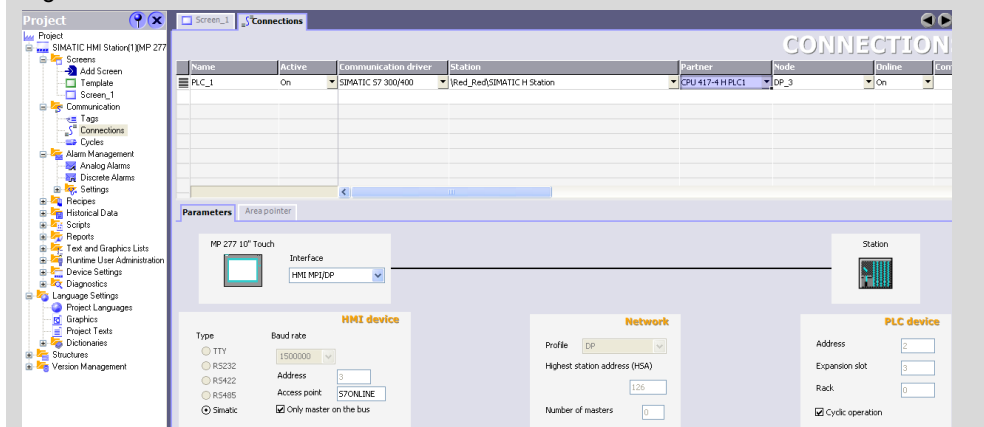 Project
Screen_1
Connections
Project
SIMATIC HMI Station(1)(MP 277
Screens
Add Screen
Template
Screen_1
Communication
Tags
Connections
Cycles
Alarm Management
Analog Alarms
Discrete Alarms
Settings
Recipes
Historical Data
Scripts
Reports
Text and Graphics Lists
Runtime User Administration
Device Settings
Diagnostics
Language Settings
Project Languages
Graphics
Project Texts
Dictionaries
Structures
Version Management
CONNECTION
Name Active Communication driver Station Partner Node Online Com
PLC_1 On SIMATIC S7 300/400 \Red_Red\SIMATIC H Station CPU 417-4 H PLC1 DP_3 On
Parameters Area pointer
MP 277 10" Touch
Interface
HMI MPI/DP
Station
HMI device
Type Baud rate
TTY
1500000
RS232
RS422
Address 3
RS485
Access point S7ONLINE
Simatic
Only master on the bus
Network
Profile DP
Highest station address (HSA)
126
Number of masters 0
PLC device
Address 2
Expansion slot 3
Rack 0
Cyclic operation